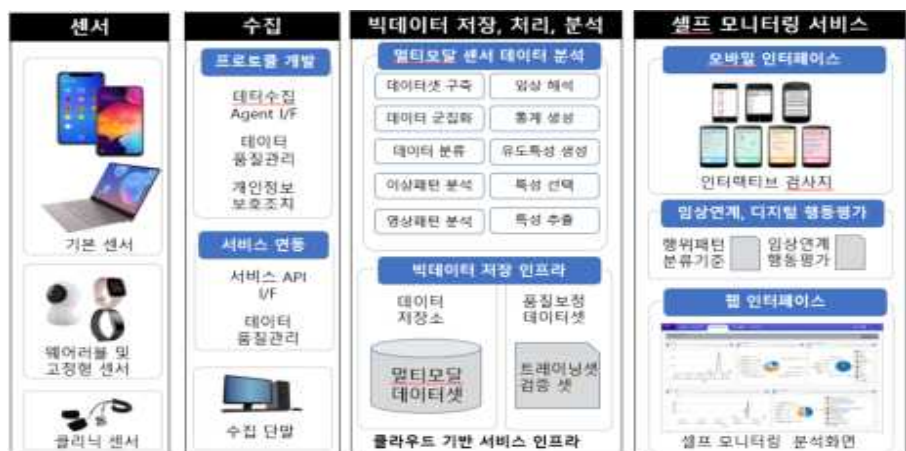 센서
기본 센서
웨어러블 및
고정형 센서
클리닉 센서
수집
프로토콜 개발
데터수집
Agent I/F
데이터
품질관리
개인정보
보호조치
서비스 연동
서비스 API
I/F
데이터
품질관리
수집 단말
빅데이터 저장, 처리, 분석
멀티모달 센서 데이터 분석
데이터셋 구축
임상 해석
데이터 군집화
통계 생성
데이터 분류
유도특성 생성
이상패턴 분석
특성 선택
영상패턴 분석
특성 추출
빅데이터 저장 인프라
데이터
저장소
멀티모달
데이터셋
품질보정
데이터셋
트레이닝셋
검증 셋
클라우드 기반 서비스 인프라
셀프 모니터링 서비스
모바일 인터페이스
인터랙티브 검사지
임상연계, 디지털 행동평가
행위패턴
분류기준
임상연계
행동평가
웹 인터페이스
셀프 모니터링 분석화면